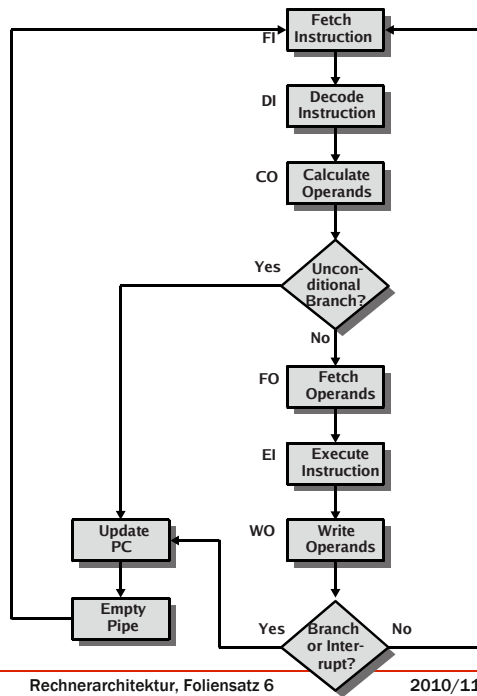 Fetch
Instruction
FI
Decode
Instruction
DI
Calculate
Operands
CO
Yes
Uncon-
ditional
Branch?
No
Fetch
Operands
FO
Execute
Instruction
EI
Write
Operands
WO
Update
PC
Empty
Pipe
Yes
Branch
or Inter-
rupt?
No
Rechnerarchitektur, Foliensatz 6
2010/11